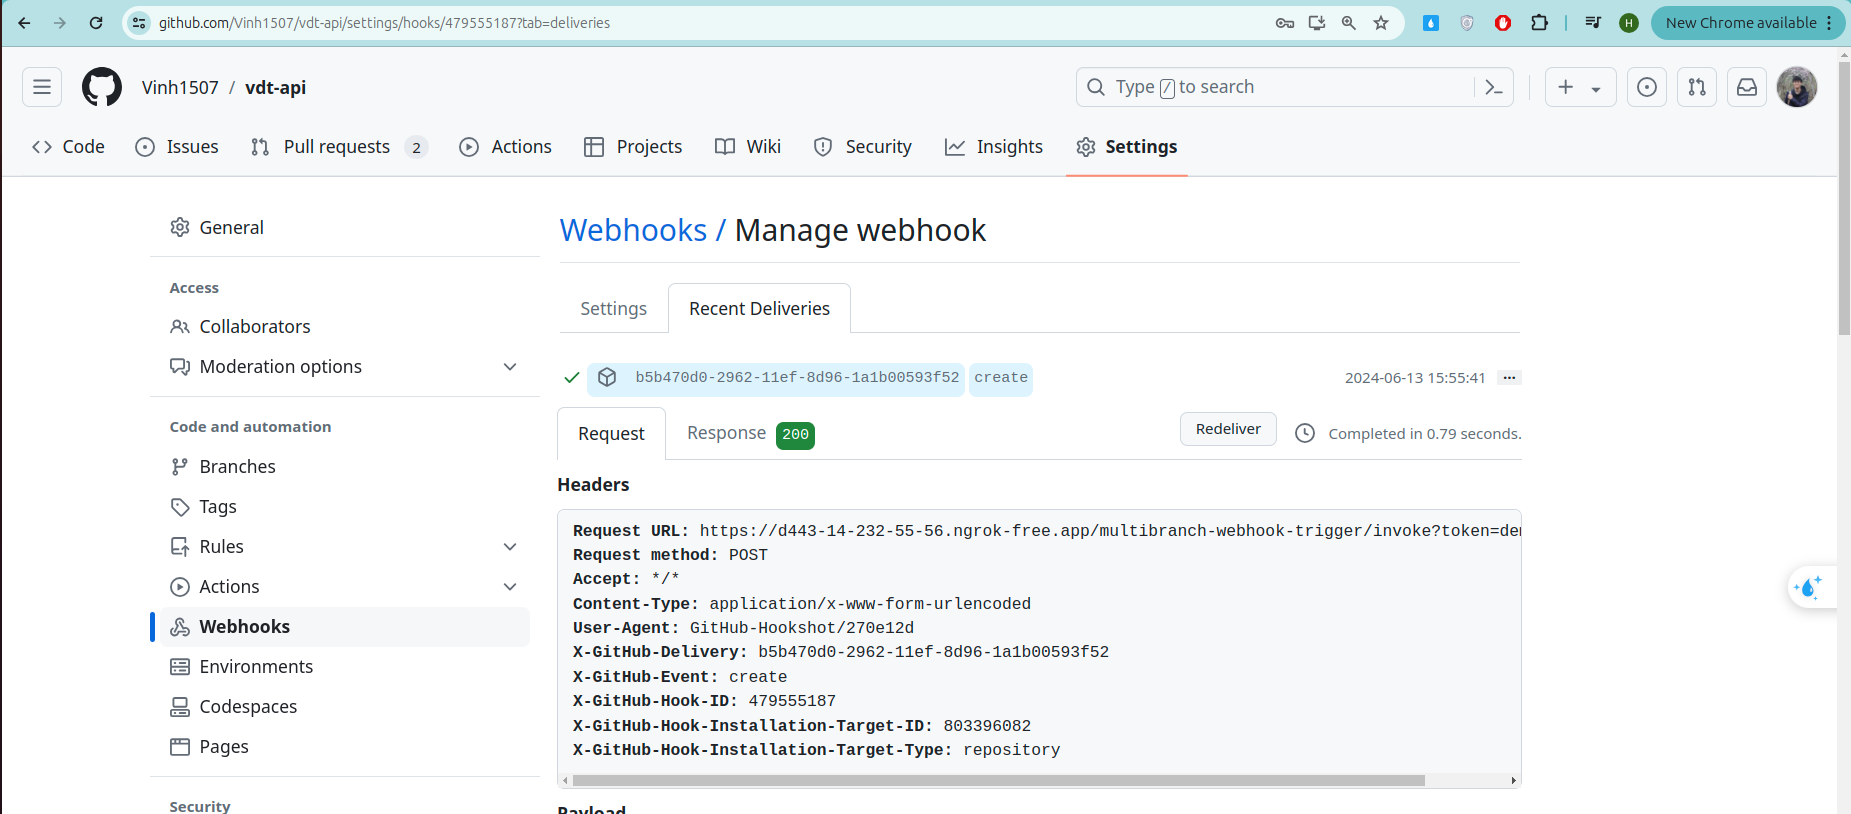 github.com/Vinh1507/vdt-api/settings/hooks/479555187?tab=deliveries
H
New Chrome available
Vinh1507 / vdt-api
Type / to search
Code
Issues
Pull requests 2
Actions
Projects
Wiki
Security
Insights
Settings
General
Access
Collaborators
Moderation options
Code and automation
Branches
Tags
Rules
Actions
Webhooks
Environments
Codespaces
Pages
Security
Webhooks / Manage webhook
Settings
Recent Deliveries
b5b470d0-2962-11ef-8d96-1a1b00593f52 create
2024-06-13 15:55:41 ...
Request
Response 200
Redeliver
Completed in 0.79 seconds.
Headers
Request URL: https://d443-14-232-55-56.ngrok-free.app/multibranch-webhook-trigger/invoke?token=de
Request method: POST
Accept: */*
Content-Type: application/x-www-form-urlencoded
User-Agent: GitHub-Hookshot/270e12d
X-GitHub-Delivery: b5b470d0-2962-11ef-8d96-1a1b00593f52
X-GitHub-Event: create
X-GitHub-Hook-ID: 479555187
X-GitHub-Hook-Installation-Target-ID: 803396082
X-GitHub-Hook-Installation-Target-Type: repository
Payload